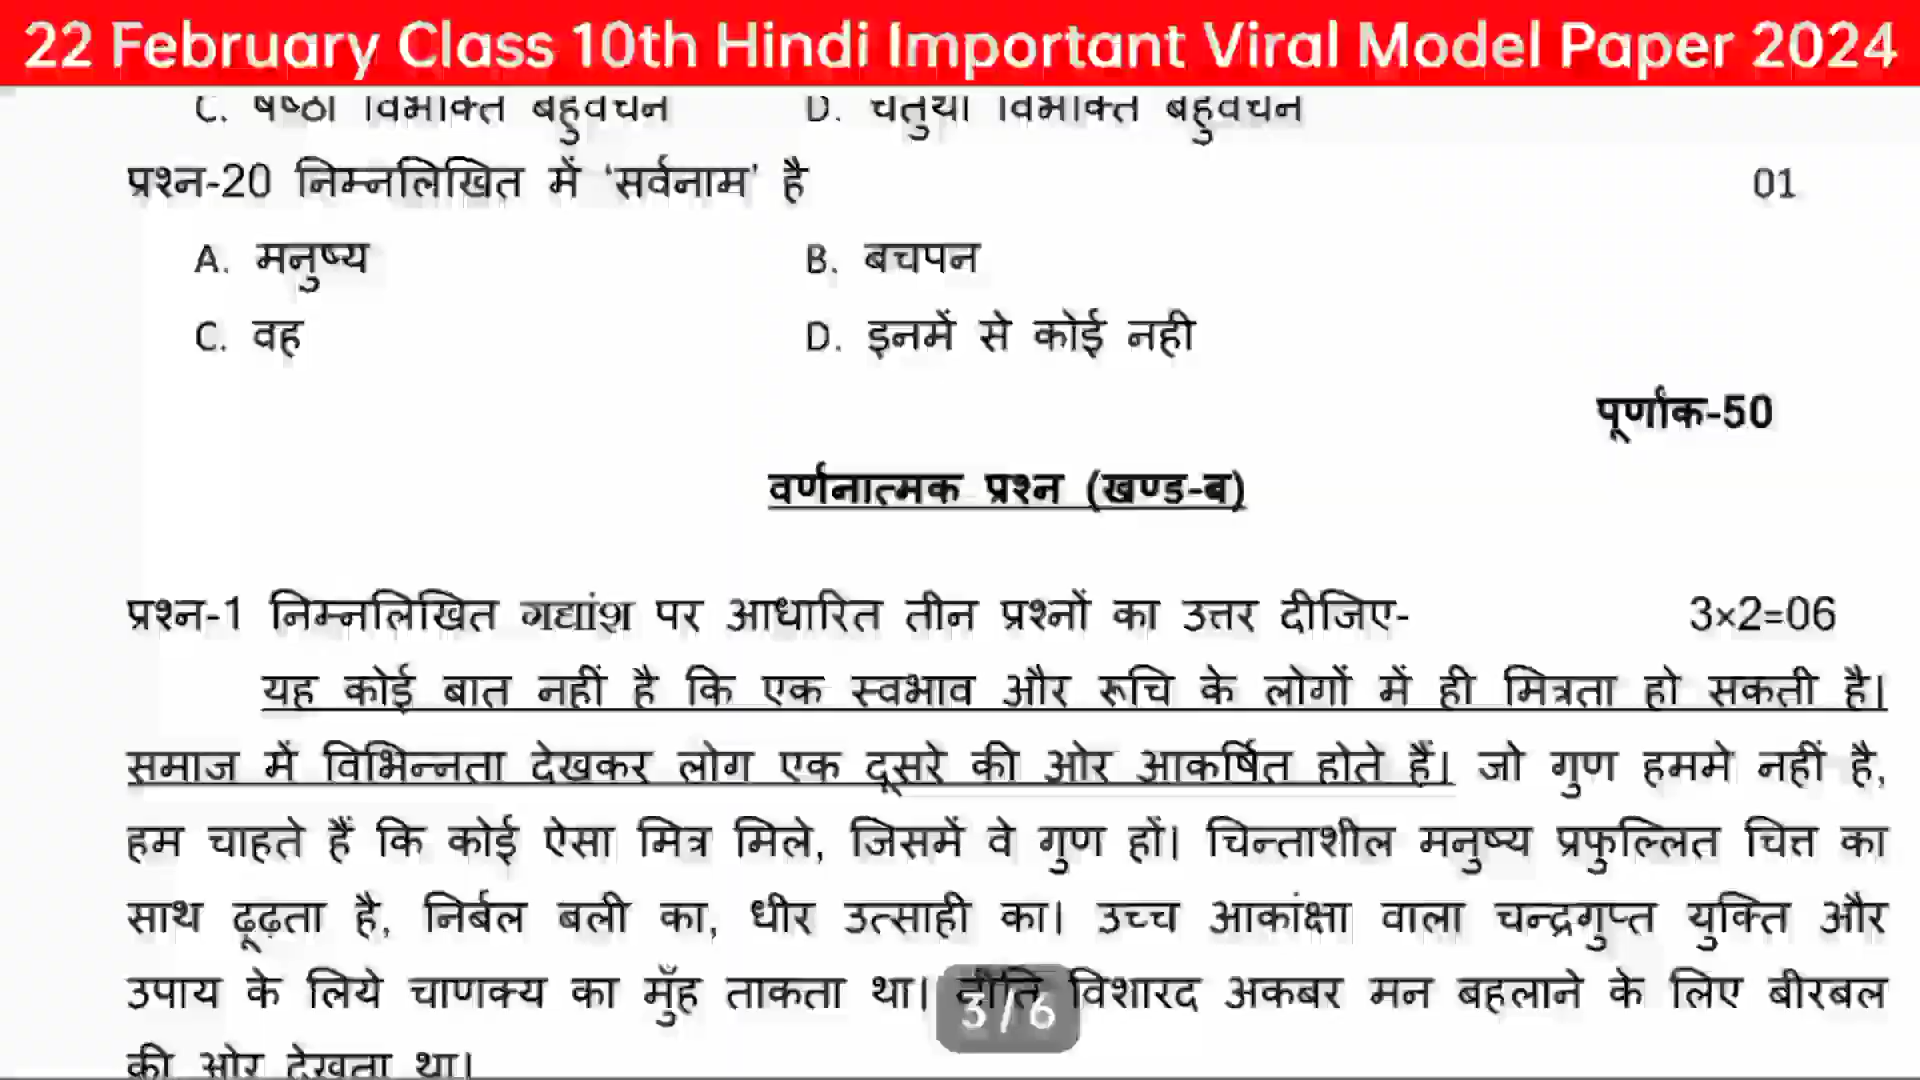 22 February Class 10th Hindi Important Viral Model Paper 2024
C. षष्ठी विभक्ति बहुवचन D. चतुर्थी विभक्ति बहुवचन
प्रश्न-20 निम्नलिखित में ‘सर्वनाम’ है 01
A. मनुष्य B. बचपन
C. वह D. इनमें से कोई नही
पूर्णांक-50
वर्णनात्मक प्रश्न (खण्ड-ब)
प्रश्न-1 निम्नलिखित गद्यांश पर आधारित तीन प्रश्नों का उत्तर दीजिए- 3×2=06
यह कोई बात नहीं है कि एक स्वभाव और रूचि के लोगों में ही मित्रता हो सकती है।
समाज में विभिन्नता देखकर लोग एक दूसरे की ओर आकर्षित होते हैं। जो गुण हममे नहीं है,
हम चाहते हैं कि कोई ऐसा मित्र मिले, जिसमें वे गुण हों। चिन्ताशील मनुष्य प्रफुल्लित चित्त का
साथ ढूढ़ता है, निर्बल बली का, धीर उत्साही का। उच्च आकांक्षा वाला चन्द्रगुप्त युक्ति और
उपाय के लिये चाणक्य का मुँह ताकता था। नीति विशारद अकबर मन बहलाने के लिए बीरबल
3/6
की ओर देखता था।